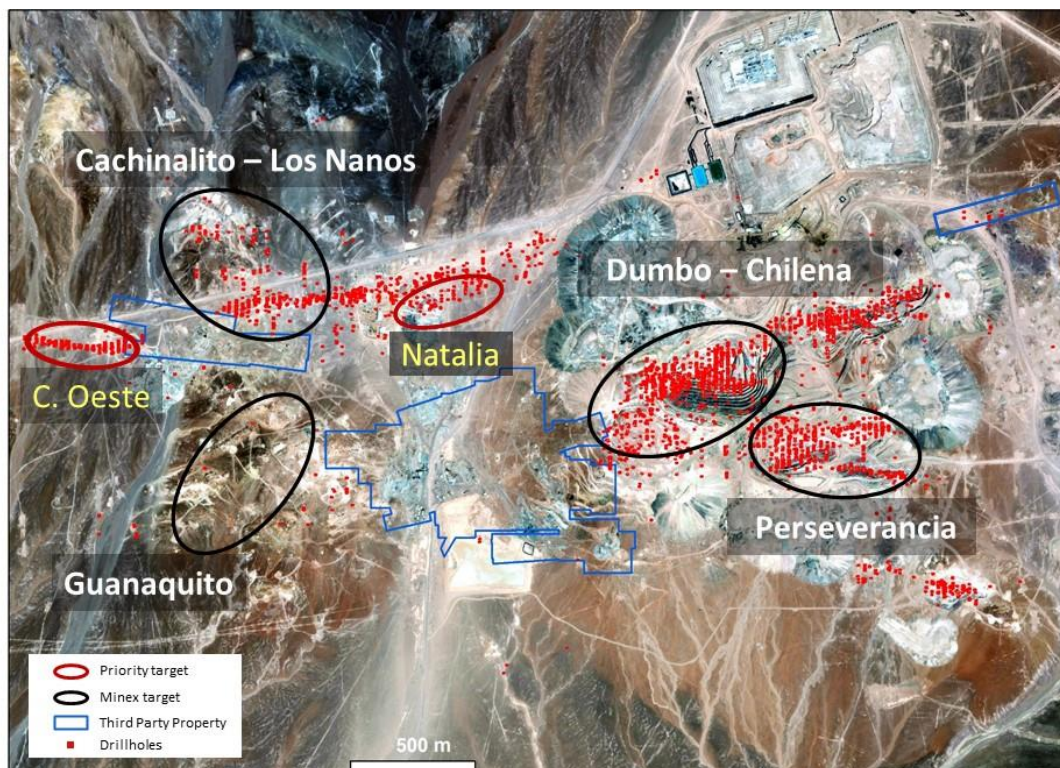 Cachinalito – Los Nanos
Dumbo – Chilena
Natalia
C. Oeste
Perseverancia
Guanaquito
Priority target
Minex target
Third Party Property
Drillholes
500 m